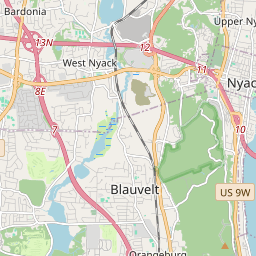 Bardonia
Upper Ny
13N
12
West Nyack
11
Nyac
8E
7
10
Blauvelt
US 9W
Orangeburg